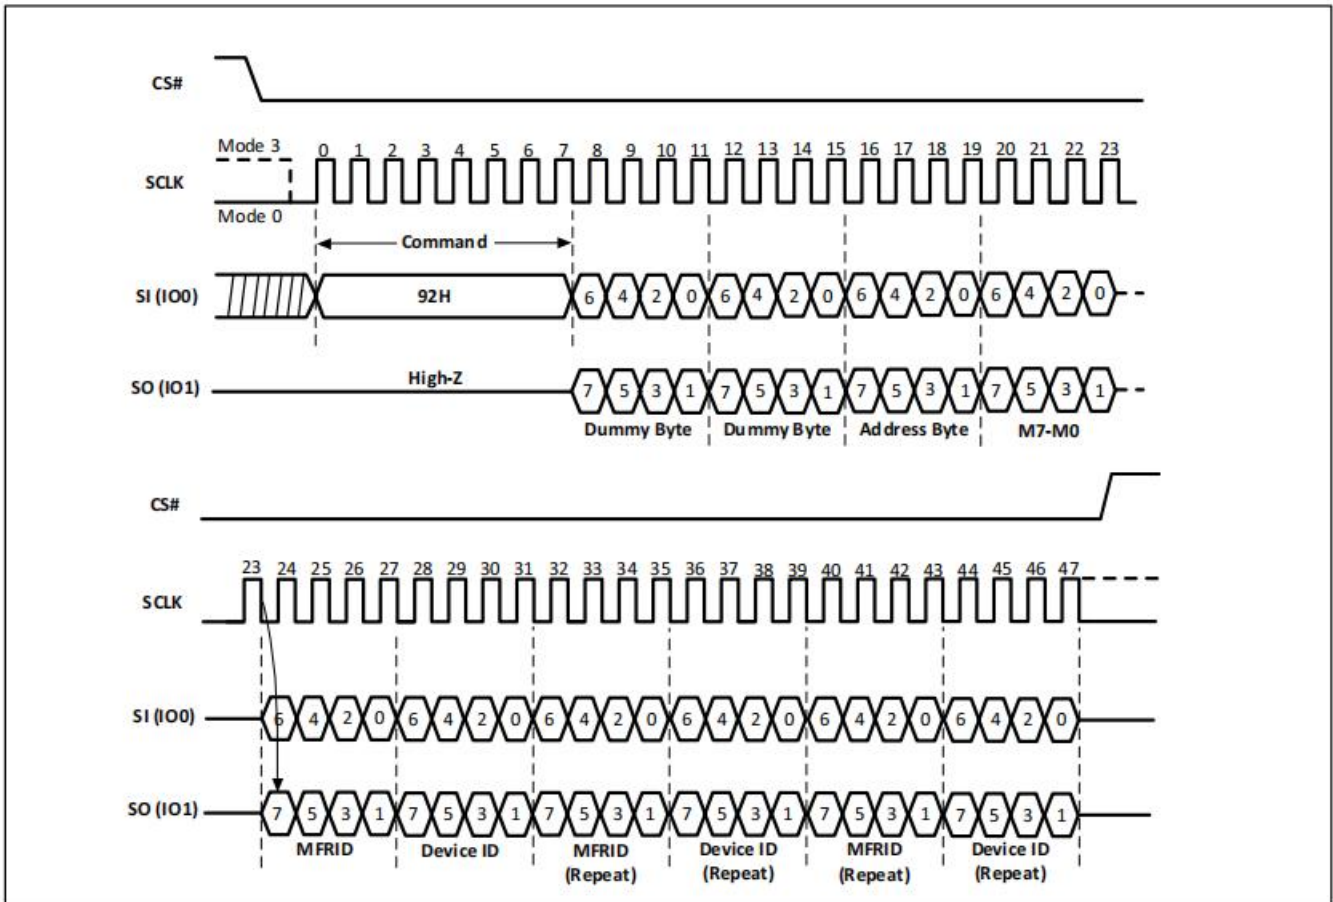 CS#
Mode 3
0 1 2 3 4 5 6 7 8 9 10 11 12 13 14 15 16 17 18 19 20 21 22 23
SCLK
Mode 0
Command
SI (IO0) 92H 6 4 2 0 6 4 2 0 6 4 2 0 6 4 2 0
High-Z
SO (IO1) 7 5 3 1 7 5 3 1 7 5 3 1 7 5 3 1
Dummy Byte Dummy Byte Address Byte M7-M0
CS#
23 24 25 26 27 28 29 30 31 32 33 34 35 36 37 38 39 40 41 42 43 44 45 46 47
SCLK
SI (IO0) 6 4 2 0 6 4 2 0 6 4 2 0 6 4 2 0 6 4 2 0 6 4 2 0
SO (IO1) 7 5 3 1 7 5 3 1 7 5 3 1 7 5 3 1 7 5 3 1 7 5 3 1
MFRID Device ID MFRID Device ID MFRID Device ID
(Repeat) (Repeat) (Repeat) (Repeat)